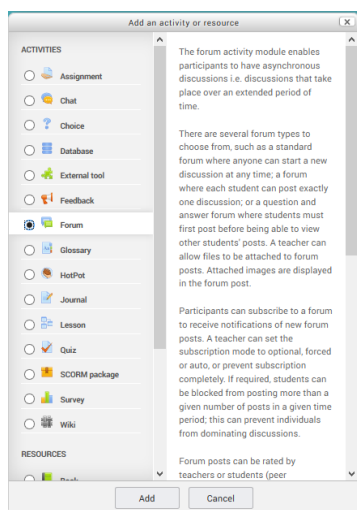 Add an activity or resource
ACTIVITIES
Assignment
Chat
Choice
Database
External tool
Feedback
Forum
Glossary
HotPot
Journal
Lesson
Quiz
SCORM package
Survey
Wiki
RESOURCES
The forum activity module enables
participants to have asynchronous
discussions i.e. discussions that take
place over an extended period of
time.
There are several forum types to
choose from, such as a standard
forum where anyone can start a new
discussion at any time; a forum
where each student can post exactly
one discussion; or a question and
answer forum where students must
first post before being able to view
other students' posts. A teacher can
allow files to be attached to forum
posts. Attached images are displayed
in the forum post.
Participants can subscribe to a forum
to receive notifications of new forum
posts. A teacher can set the
subscription mode to optional, forced
or auto, or prevent subscription
completely. If required, students can
be blocked from posting more than a
given number of posts in a given time
period; this can prevent individuals
from dominating discussions.
Forum posts can be rated by
teachers or students (peer
Add
Cancel